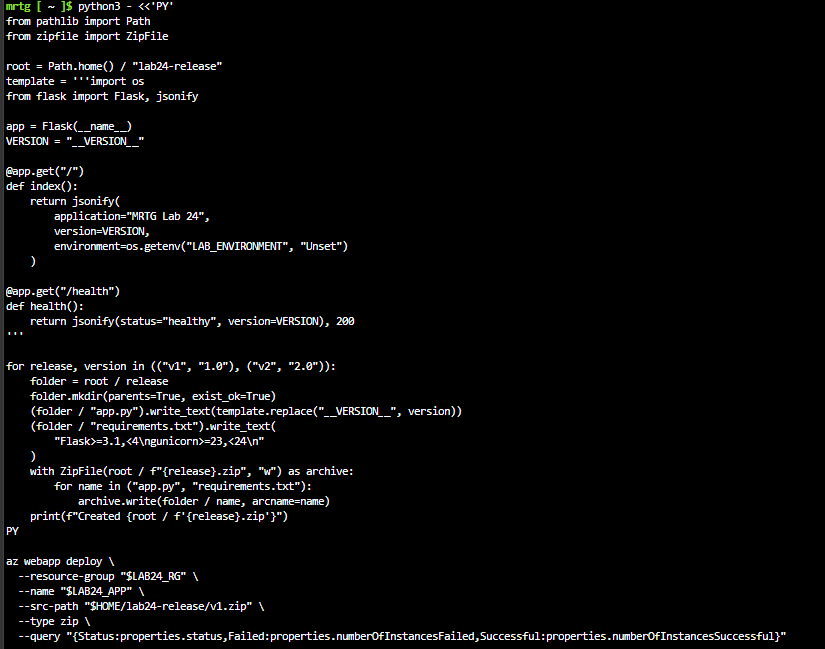 mrtg [ ~ ]$ python3 - <<'PY'
from pathlib import Path
from zipfile import ZipFile

root = Path.home() / "lab24-release"
template = '''import os
from flask import Flask, jsonify

app = Flask(__name__)
VERSION = "__VERSION__"

@app.get("/")
def index():
    return jsonify(
        application="MRTG Lab 24",
        version=VERSION,
        environment=os.getenv("LAB_ENVIRONMENT", "Unset")
    )

@app.get("/health")
def health():
    return jsonify(status="healthy", version=VERSION), 200
'''

for release, version in (("v1", "1.0"), ("v2", "2.0")):
    folder = root / release
    folder.mkdir(parents=True, exist_ok=True)
    (folder / "app.py").write_text(template.replace("__VERSION__", version))
    (folder / "requirements.txt").write_text(
        "Flask>=3.1,<4\ngunicorn>=23,<24\n"
    )
    with ZipFile(root / f"{release}.zip", "w") as archive:
        for name in ("app.py", "requirements.txt"):
            archive.write(folder / name, arcname=name)
    print(f"Created {root / f'{release}.zip'}")
PY

az webapp deploy \
  --resource-group "$LAB24_RG" \
  --name "$LAB24_APP" \
  --src-path "$HOME/lab24-release/v1.zip" \
  --type zip \
  --query "{Status:properties.status,Failed:properties.numberOfInstancesFailed,Successful:properties.numberOfInstancesSuccessful}"